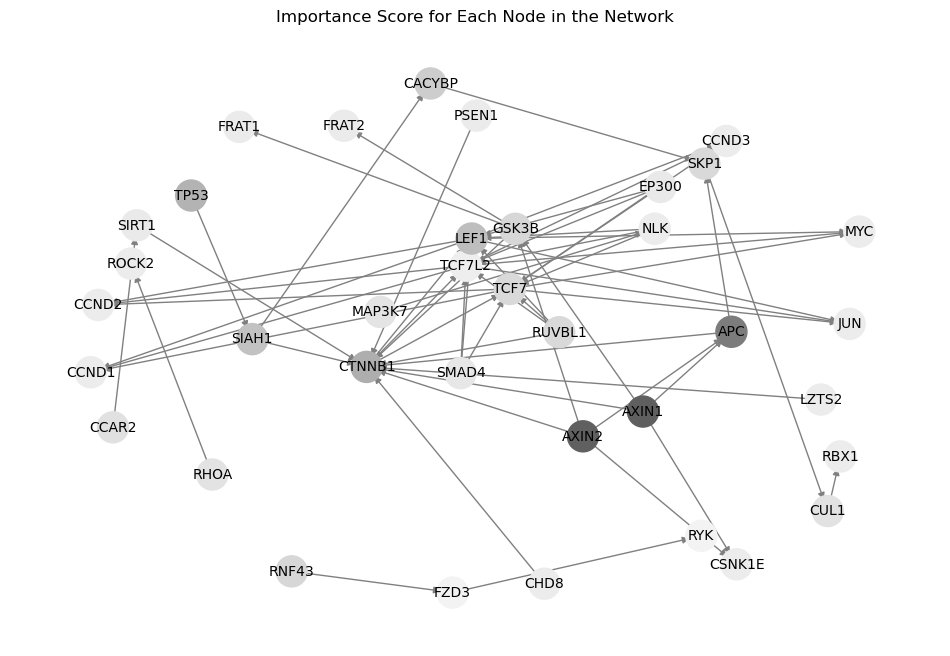 Importance Score for Each Node in the Network
CACYBP
PSEN1
FRAT1
FRAT2
CCND3
SKP1
EP300
TP53
SIRT1
GSK3B
NLK
MYC
LEF1
ROCK2
TCF7L2
TCF7
CCND2
MAP3K7
JUN
RUVBL1
APC
SIAH1
CTNNB1
SMAD4
CCND1
LZTS2
AXIN1
CCAR2
AXIN2
RBX1
RHOA
CUL1
RYK
CSNK1E
RNF43
CHD8
FZD3